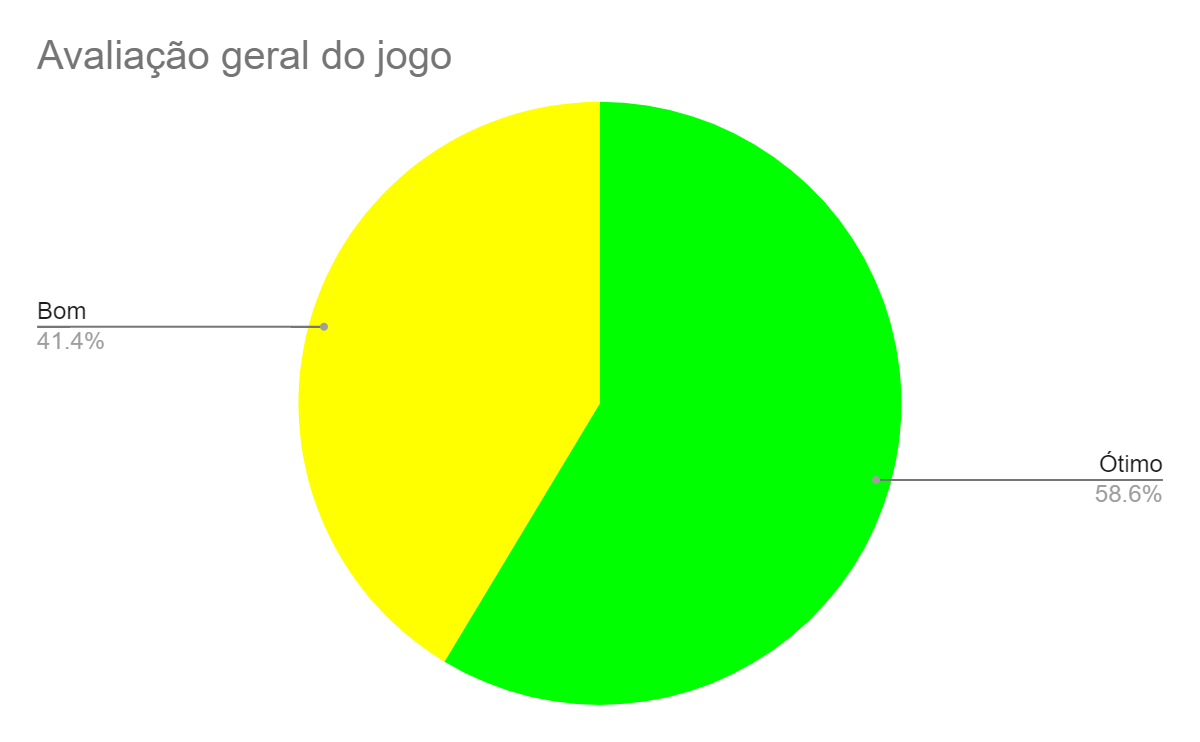 Avaliação geral do jogo
Bom
41.4%
Ótimo
58.6%